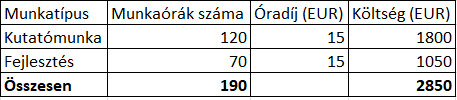 Munkatípus Munkaórák száma Óradíj (EUR) Költség (EUR)
Kutatómunka 120 15 1800
Fejlesztés 70 15 1050
Összesen 190 2850